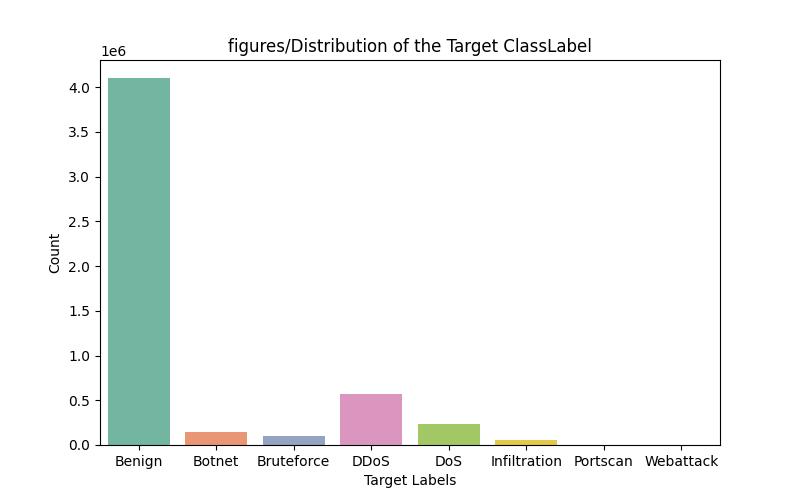 figures/Distribution of the Target ClassLabel
1e6
4.0
3.5
3.0
2.5
2.0
1.5
1.0
0.5
0.0
Count
Benign Botnet Bruteforce DDoS DoS Infiltration Portscan Webattack
Target Labels